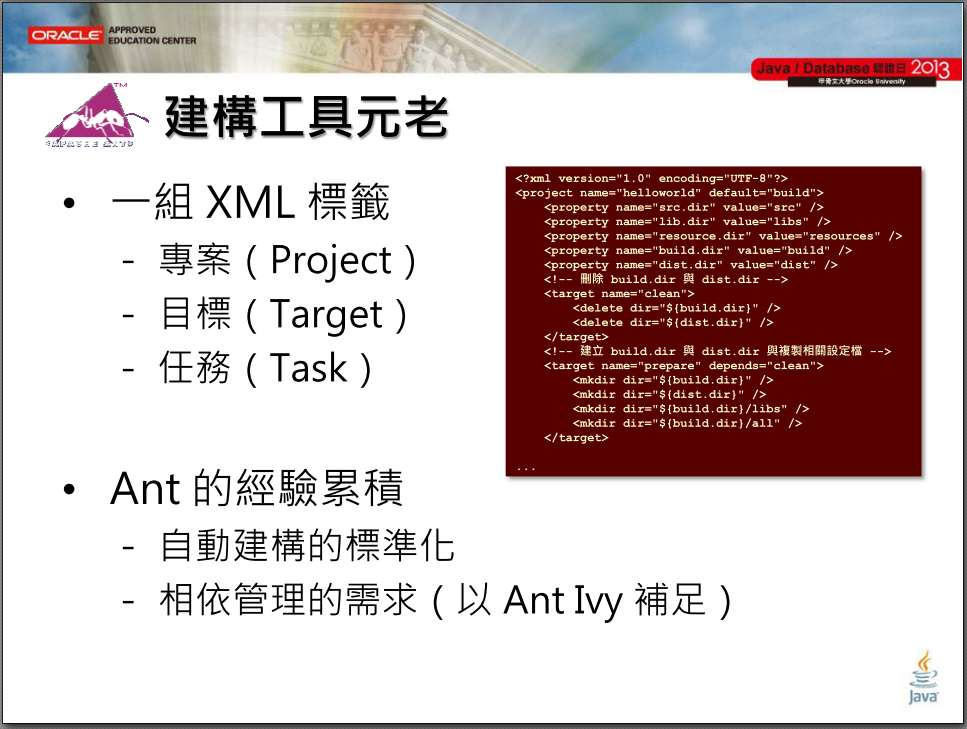 ORACLE APPROVED
EDUCATION CENTER
Java / Database 關鍵日 2013
甲骨文大學Oracle University
TM
APACHE ANT
建構工具元老
• 一組 XML 標籤
- 專案（Project）
- 目標（Target）
- 任務（Task）
<?xml version="1.0" encoding="UTF-8"?>
<project name="helloworld" default="build">
<property name="src.dir" value="src" />
<property name="lib.dir" value="libs" />
<property name="resource.dir" value="resources" />
<property name="build.dir" value="build" />
<property name="dist.dir" value="dist" />
<!-- 刪除 build.dir 與 dist.dir -->
<target name="clean">
<delete dir="${build.dir}" />
<delete dir="${dist.dir}" />
</target>
<!-- 建立 build.dir 與 dist.dir 與複製相關設定檔 -->
<target name="prepare" depends="clean">
<mkdir dir="${build.dir}" />
<mkdir dir="${dist.dir}" />
<mkdir dir="${build.dir}/libs" />
<mkdir dir="${build.dir}/all" />
</target>
...
• Ant 的經驗累積
- 自動建構的標準化
- 相依管理的需求（以 Ant Ivy 補足）
Java